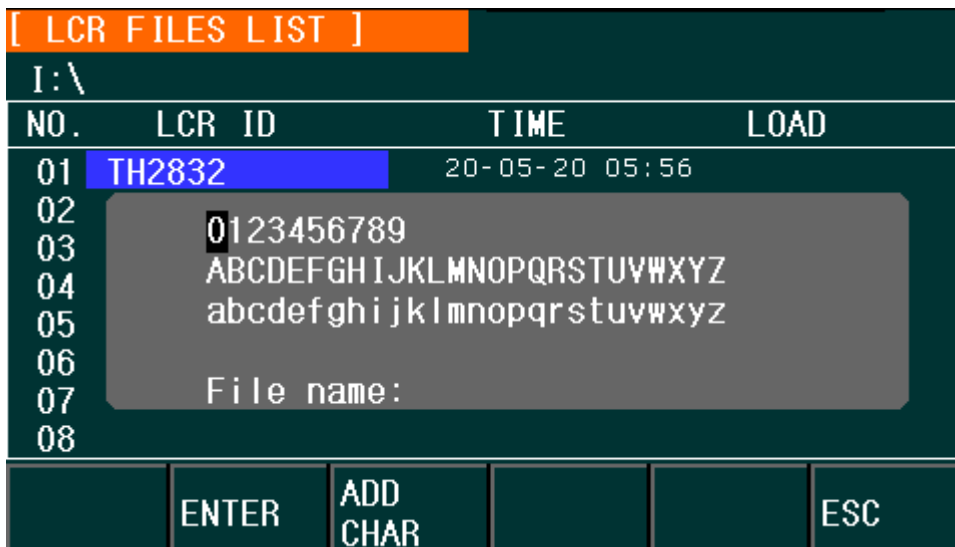 [ LCR FILES LIST ]
I:\
NO. LCR ID TIME LOAD
01 TH2832 20-05-20 05:56
02
03
04
05
06
07
08
0123456789
ABCDEFGHIJKLMNOPQRSTUVWXYZ
abcdefghijklmnopqrstuvwxyz
File name:
ENTER
ADD
CHAR
ESC